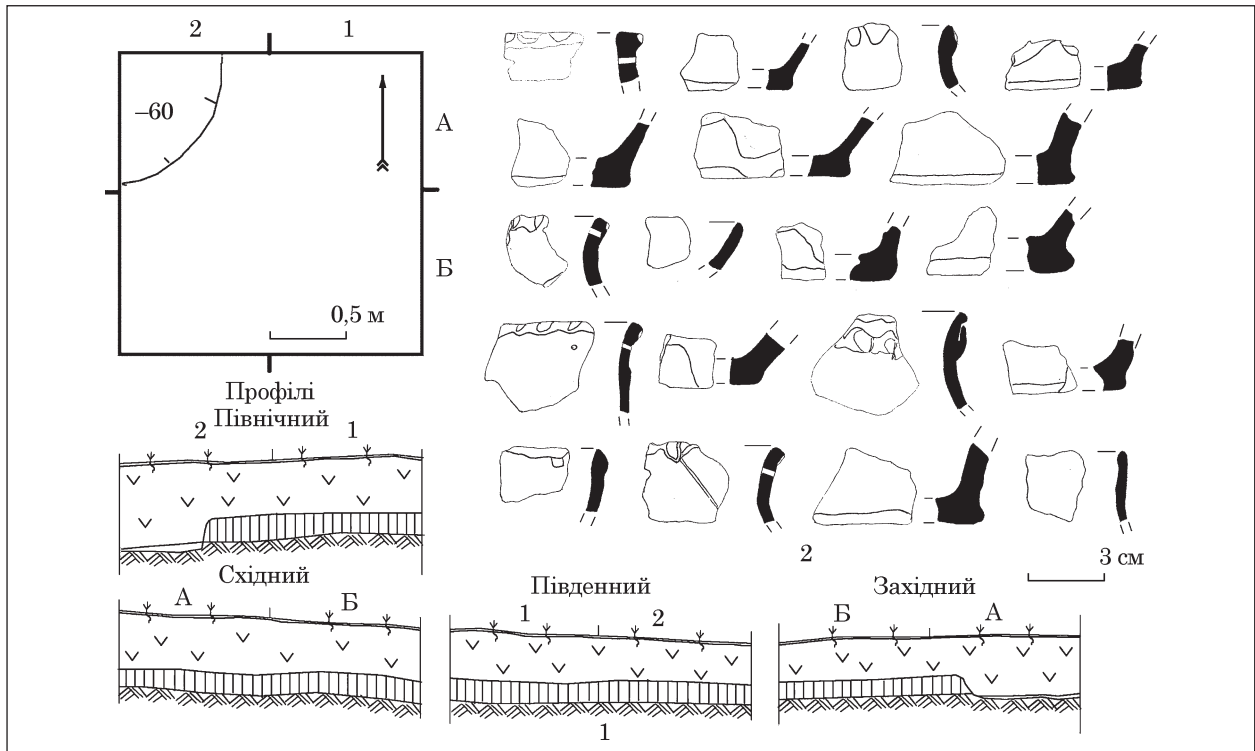 2 1
–60
А
Б
0,5 м
Профілі
Північний
2 1
Східний
А Б
Південний
1 2
Західний
Б А
1
2
3 см